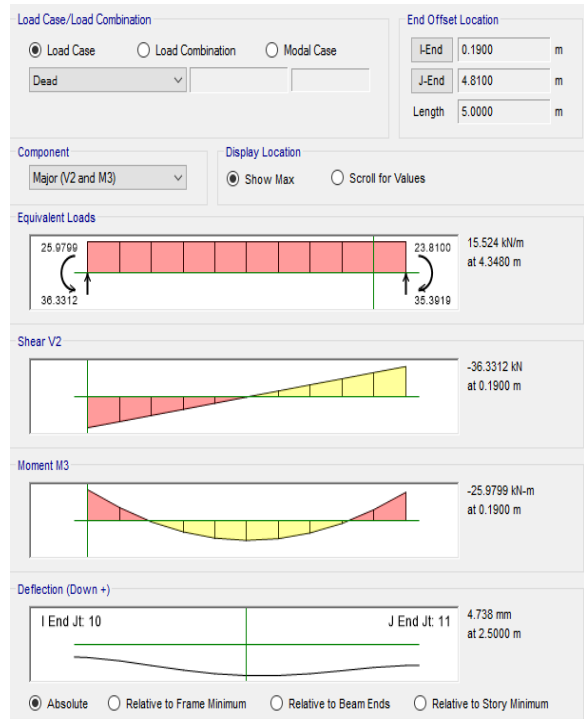 Load Case/Load Combination
Load Case Load Combination Modal Case
Dead
End Offset Location
I-End 0.1900 m
J-End 4.8100 m
Length 5.0000 m
Component
Major (V2 and M3)
Display Location
Show Max Scroll for Values
Equivalent Loads
25.9799 23.8100
36.3312 35.3919
15.524 kN/m
at 4.3480 m
Shear V2
-36.3312 kN
at 0.1900 m
Moment M3
-25.9799 kN-m
at 0.1900 m
Deflection (Down +)
I End Jt: 10 J End Jt: 11
4.738 mm
at 2.5000 m
Absolute Relative to Frame Minimum Relative to Beam Ends Relative to Story Minimum